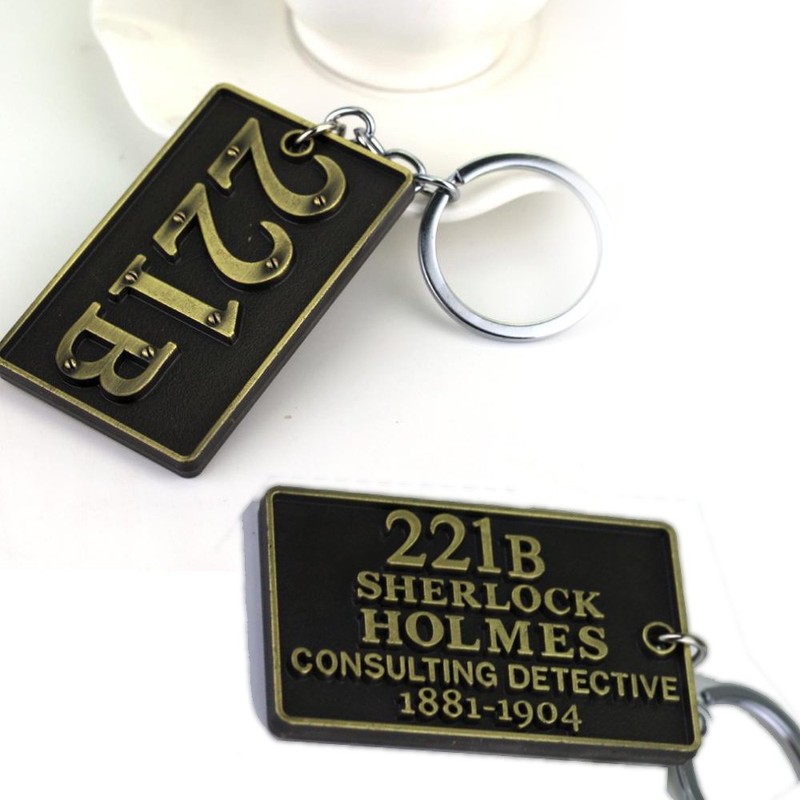 221B
221B
SHERLOCK
HOLMES
CONSULTING DETECTIVE
1881-1904